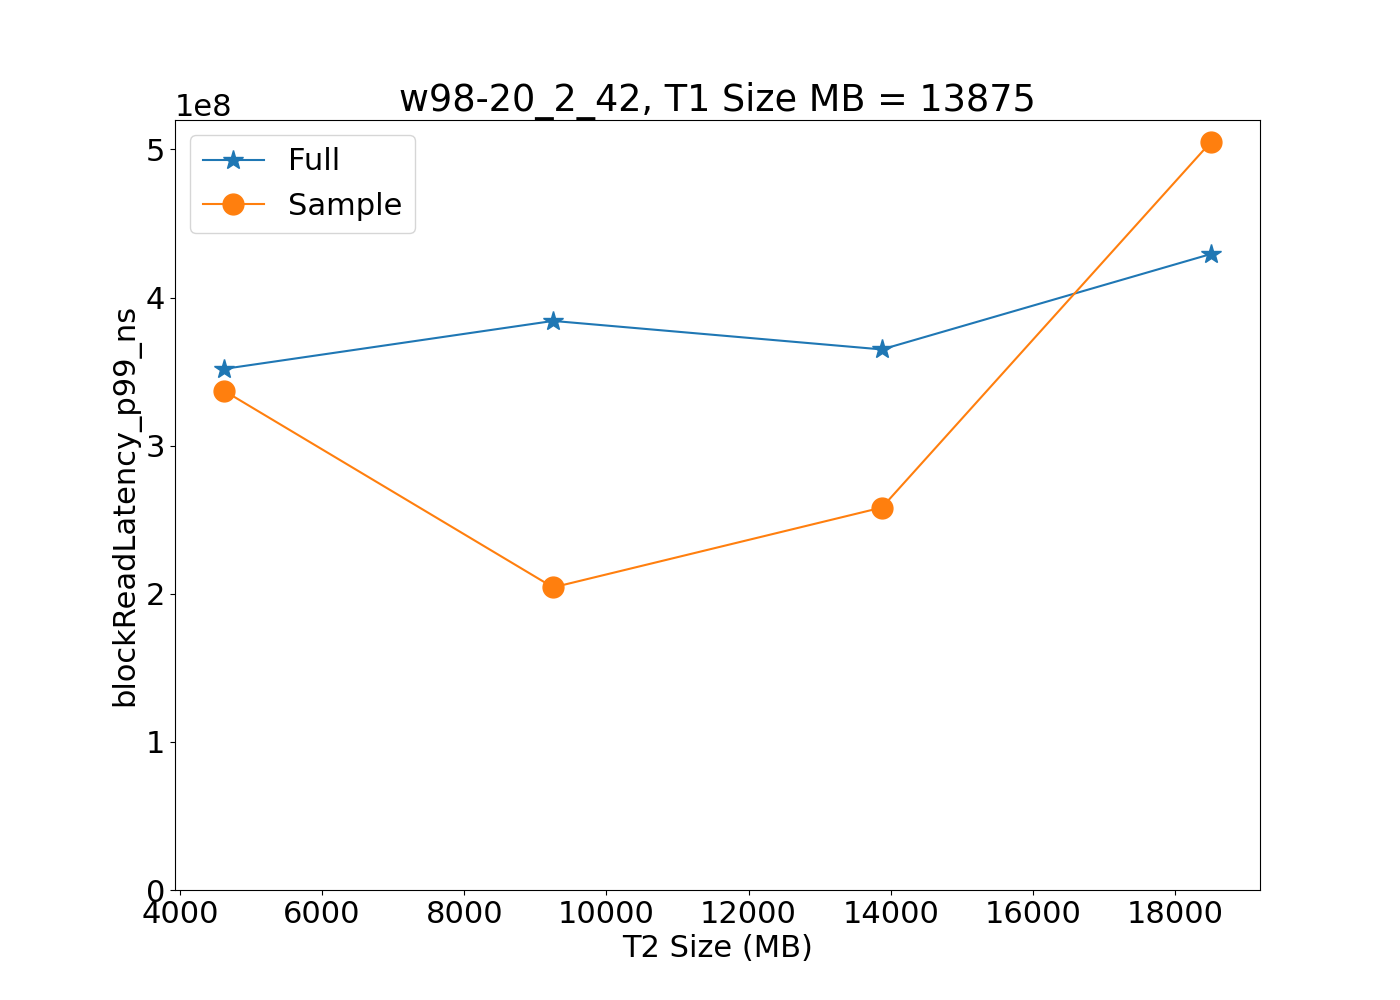 w98-20_2_42, T1 Size MB = 13875
1e8
Full
Sample
5
4
3
2
1
0
blockReadLatency_p99_ns
4000 6000 8000 10000 12000 14000 16000 18000
T2 Size (MB)